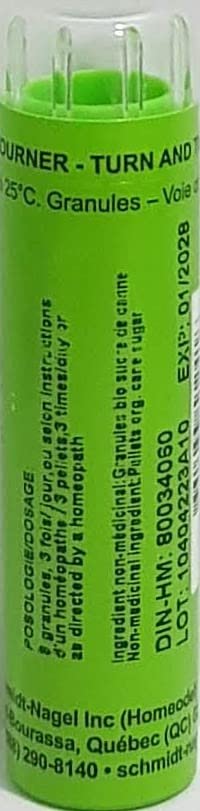 OURNER - TURN AND T
25°C. Granules – Voie o
POSOLOGIE/DOSAGE:
3 granules, 3 fois/jour, ou selon instructions
d'un homéopathe / 3 pellets, 3 times/day or
as directed by a homeopath
Ingrédient non-médicinal: Granules bio sucre de canne
Non-medicinal ingredient: Pellets org. cane sugar
DIN-HM: 80034060
LOT: 10404223A10 EXP: 01/2028
midt-Nagel Inc (Homeodel
Bourassa, Québec (QC)
290-8140 • schmidt-n